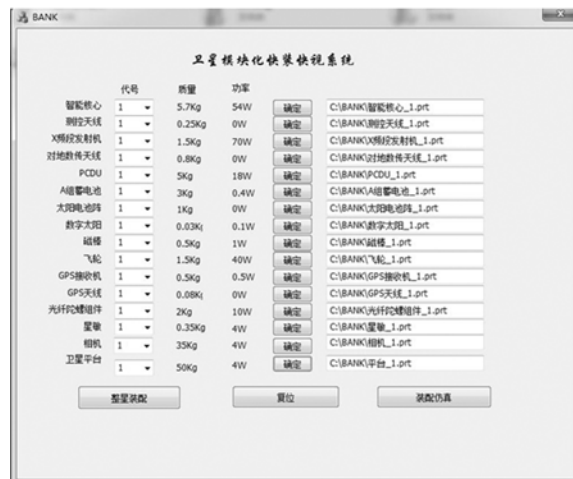 BANK
卫星模块化快装快视系统
代号 质量 功率
智能核心 1 5.7Kg 54W 确定 C:\BANK\智能核心_1.prt
测控天线 1 0.25Kg 0W 确定 C:\BANK\测控天线_1.prt
X频段发射机 1 1.5Kg 70W 确定 C:\BANK\X频段发射机_1.prt
对地数传天线 1 0.8Kg 0W 确定 C:\BANK\对地数传天线_1.prt
PCDU 1 5Kg 18W 确定 C:\BANK\PCDU_1.prt
A组蓄电池 1 3Kg 0.4W 确定 C:\BANK\A组蓄电池_1.prt
太阳电池阵 1 1Kg 0W 确定 C:\BANK\太阳电池阵_1.prt
数字太阳 1 0.03K 0.1W 确定 C:\BANK\数字太阳_1.prt
磁棒 1 0.5Kg 1W 确定 C:\BANK\磁棒_1.prt
飞轮 1 1.5Kg 40W 确定 C:\BANK\飞轮_1.prt
GPS接收机 1 0.5Kg 0.5W 确定 C:\BANK\GPS接收机_1.prt
GPS天线 1 0.08K 0W 确定 C:\BANK\GPS天线_1.prt
光纤陀螺组件 1 2Kg 10W 确定 C:\BANK\光纤陀螺组件_1.prt
星敏 1 0.35Kg 4W 确定 C:\BANK\星敏_1.prt
相机 1 35Kg 4W 确定 C:\BANK\相机_1.prt
卫星平台 1 50Kg 4W 确定 C:\BANK\平台_1.prt
整星装配 复位 装配仿真